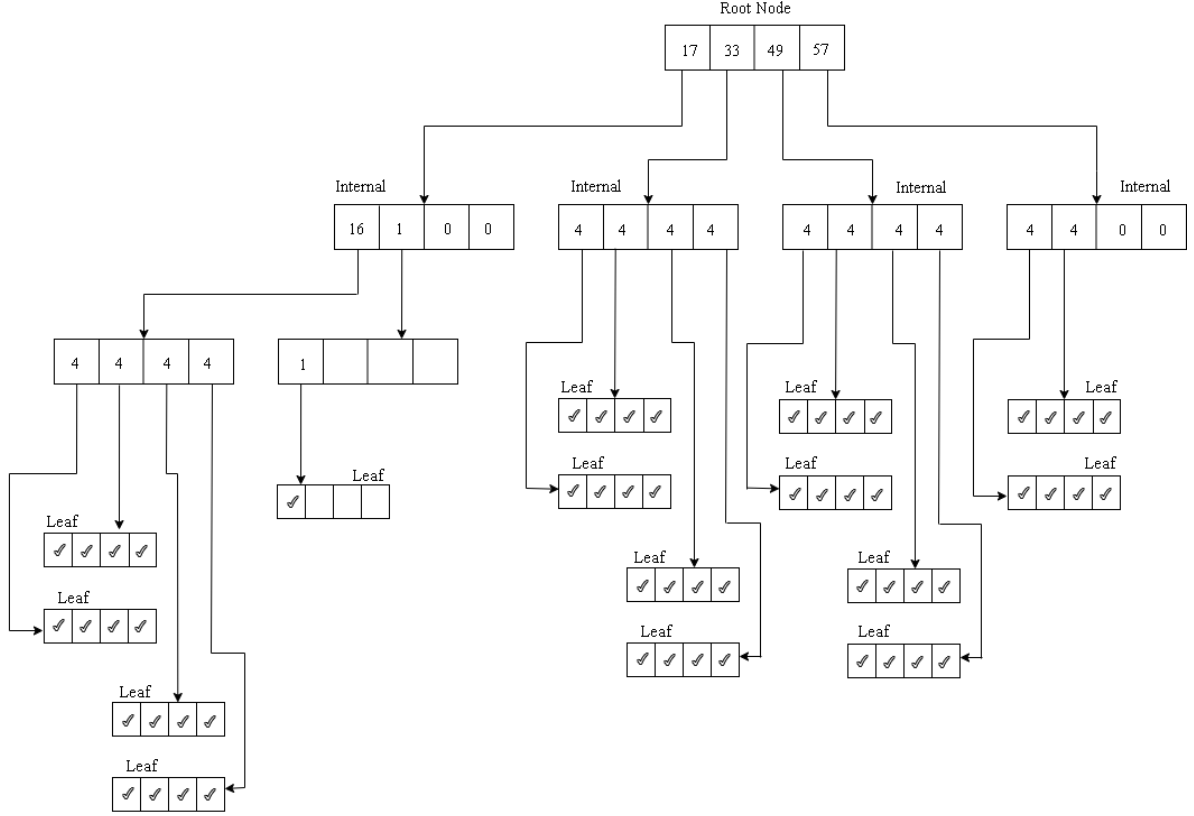 Root Node
17 33 49 57
Internal Internal Internal Internal
16 1 0 0 4 4 4 4 4 4 4 4 4 4 0 0
4 4 4 4 1
Leaf Leaf Leaf
Leaf Leaf Leaf Leaf
Leaf
Leaf Leaf
Leaf
Leaf Leaf
Leaf
Leaf